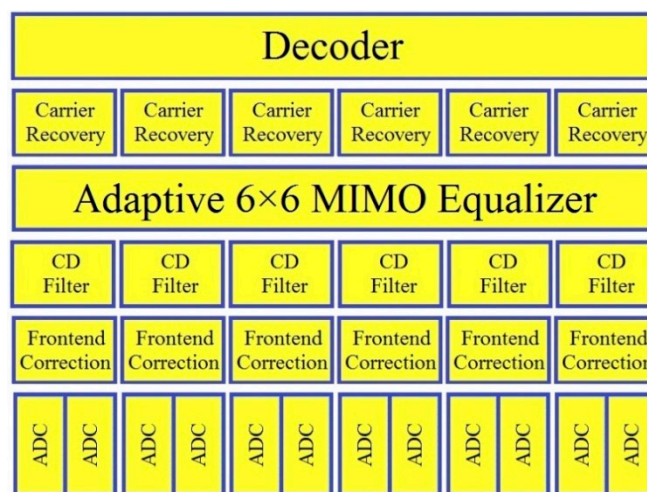 Decoder
Carrier Carrier Carrier Carrier Carrier Carrier
Recovery Recovery Recovery Recovery Recovery Recovery
Adaptive 6×6 MIMO Equalizer
CD CD CD CD CD CD
Filter Filter Filter Filter Filter Filter
Frontend Frontend Frontend Frontend Frontend Frontend
Correction Correction Correction Correction Correction Correction
ADC ADC ADC ADC ADC ADC ADC ADC ADC ADC ADC ADC